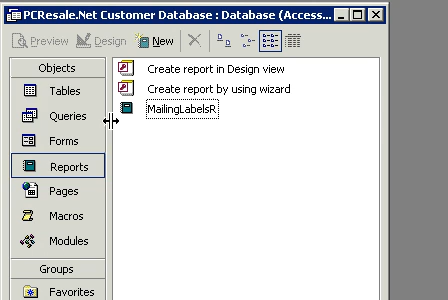 PCResale.Net Customer Database : Database (Access...
Preview Design New
Objects
Tables
Queries
Forms
Reports
Pages
Macros
Modules
Groups
Favorites
Create report in Design view
Create report by using wizard
MailingLabelsR